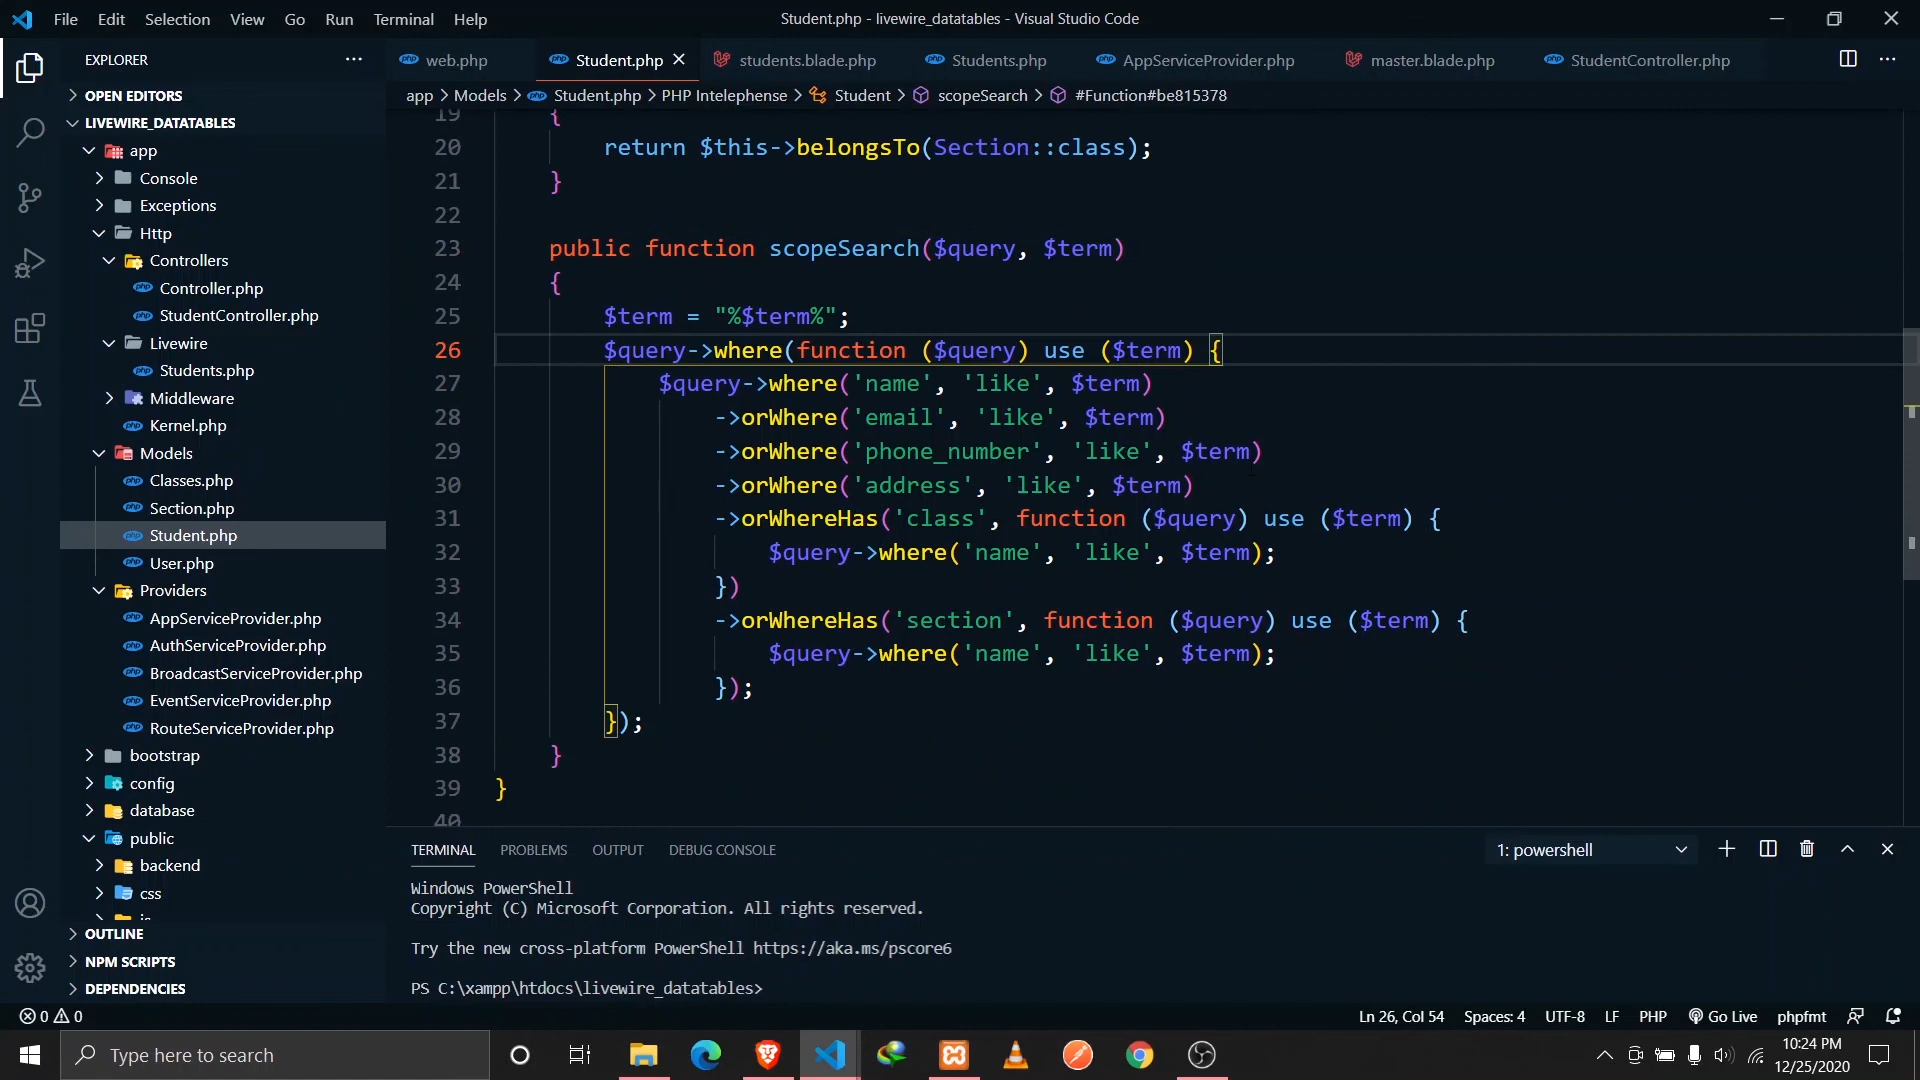 File Edit Selection View Go Run Terminal Help
Student.php - livewire_datatables - Visual Studio Code
EXPLORER
OPEN EDITORS
LIVEWIRE_DATATABLES
app
Console
Exceptions
Http
Controllers
Controller.php
StudentController.php
Livewire
Students.php
Middleware
Kernel.php
Models
Classes.php
Section.php
Student.php
User.php
Providers
AppServiceProvider.php
AuthServiceProvider.php
BroadcastServiceProvider.php
EventServiceProvider.php
RouteServiceProvider.php
bootstrap
config
database
public
backend
css
OUTLINE
NPM SCRIPTS
DEPENDENCIES
web.php Student.php students.blade.php Students.php AppServiceProvider.php master.blade.php StudentController.php
app > Models > Student.php > PHP Intelephense > Student > scopeSearch > #Function#be815378
19 {
20 return $this->belongsTo(Section::class);
21 }
22
23 public function scopeSearch($query, $term)
24 {
25 $term = "%$term%";
26 $query->where(function ($query) use ($term) {
27 $query->where('name', 'like', $term)
28 ->orWhere('email', 'like', $term)
29 ->orWhere('phone_number', 'like', $term)
30 ->orWhere('address', 'like', $term)
31 ->orWhereHas('class', function ($query) use ($term) {
32 $query->where('name', 'like', $term);
33 })
34 ->orWhereHas('section', function ($query) use ($term) {
35 $query->where('name', 'like', $term);
36 });
37 });
38 }
39 }
40
TERMINAL PROBLEMS OUTPUT DEBUG CONSOLE
1: powershell
Windows PowerShell
Copyright (C) Microsoft Corporation. All rights reserved.
Try the new cross-platform PowerShell https://aka.ms/pscore6
PS C:\xampp\htdocs\livewire_datatables>
0 0
Ln 26, Col 54 Spaces: 4 UTF-8 LF PHP Go Live phpfmt
Type here to search
10:24 PM
12/25/2020